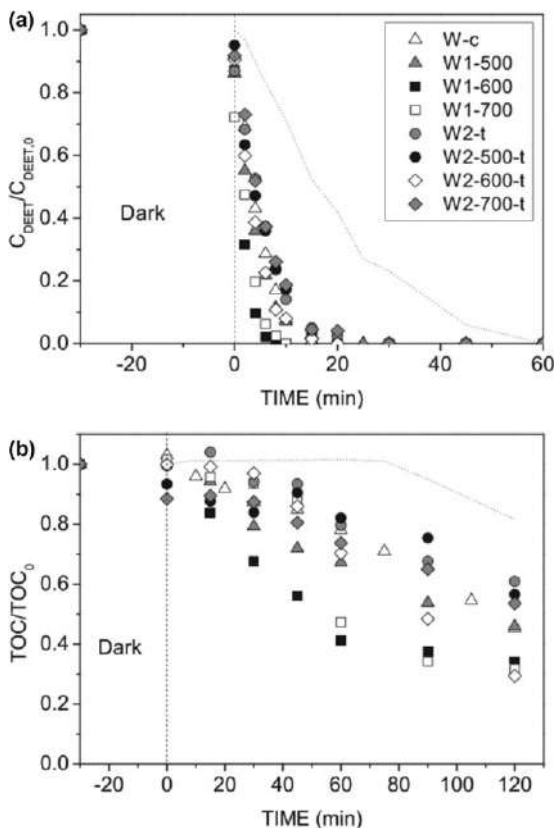 (a)
1.0
0.8
0.6
0.4
0.2
0.0
C_DEET/C_DEET,0
Dark
W-c
W1-500
W1-600
W1-700
W2-t
W2-500-t
W2-600-t
W2-700-t
-20 0 20 40 60
TIME (min)
(b)
1.0
0.8
0.6
0.4
0.2
0.0
TOC/TOC₀
Dark
-20 0 20 40 60 80 100 120
TIME (min)